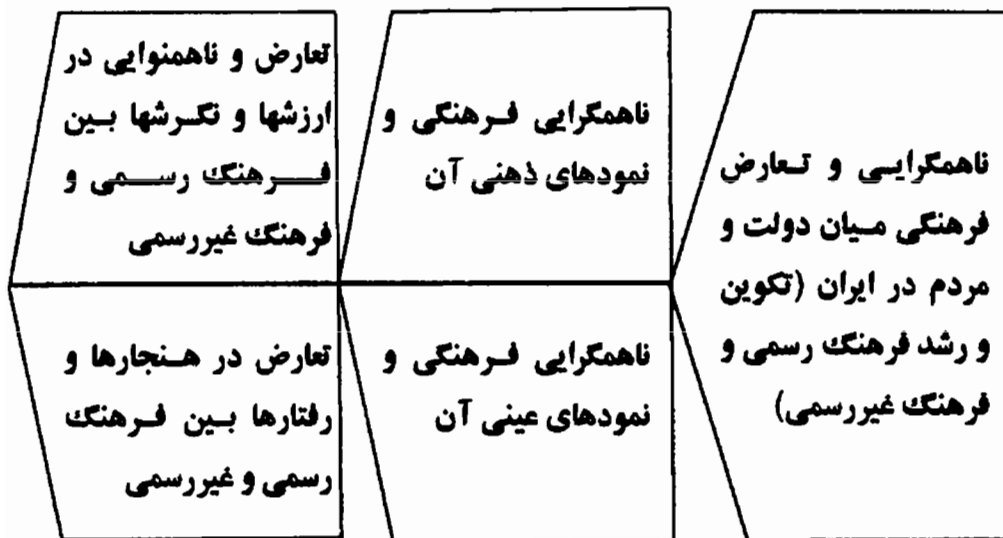 ناهمگرایی و تعارض
فرهنگی میان دولت و
مردم در ایران (تکوین
و رشد فرهنگ رسمی و
فرهنگ غیررسمی)
ناهمگرایی فرهنگی و
نمودهای ذهنی آن
تعارض و ناهمنوایی در
ارزشها و نگرشها بین
فرهنگ رسمی و
فرهنگ غیررسمی
ناهمگرایی فرهنگی و
نمودهای عینی آن
تعارض در هنجارها و
رفتارها بین فرهنگ
رسمی و غیررسمی